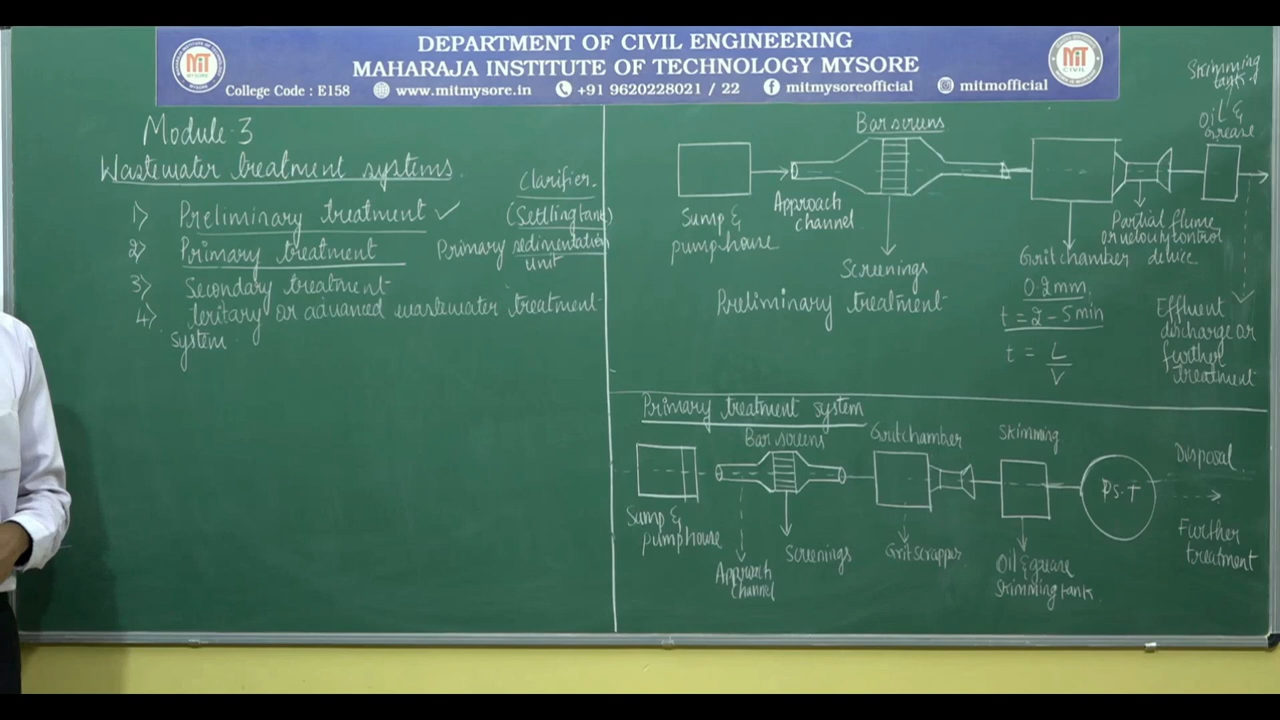 DEPARTMENT OF CIVIL ENGINEERING
MAHARAJA INSTITUTE OF TECHNOLOGY MYSORE
College Code : E158 www.mitmysore.in +91 9620228021 / 22 mitmysoreofficial mitmofficial
MIT
MIT
CIVIL
Module-3
Wastewater treatment systems.
1) Preliminary treatment ✓
2) Primary treatment
3) Secondary treatment
4) teritary or advanced wastewater treatment
system.
Clarifier.
(Settling tank)
Primary sedimentation
unit
Skimming
tank
Oil &
grease
Bar screens
Sump &
pumphouse
Approach
channel
Screenings
Preliminary treatment
Partial flume
or velocity control
device
Grit chamber
0.2mm
t = 2 - 5 min
t = L
V
Effluent
discharge or
further
treatment
Primary treatment system
Bar screens
Grit chamber
Skimming
Disposal
P.S.T
Sump &
pumphouse
Approach
channel
Screenings
Grit scrapper
Oil & grease
Skimming tank
Further
treatment